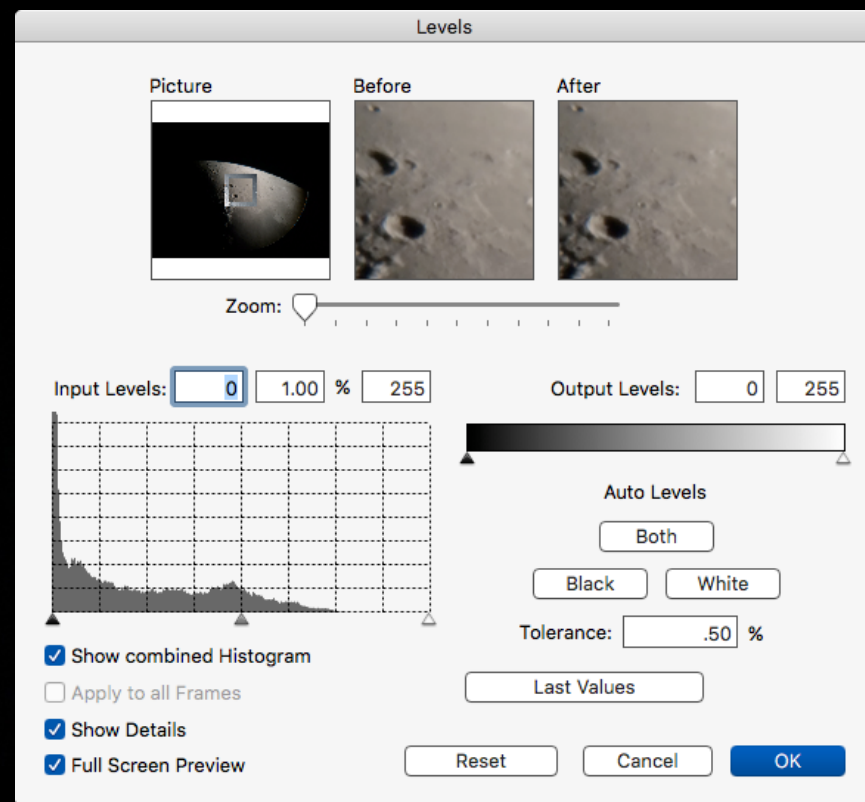 Levels
Picture Before After
Zoom:
Input Levels: 0 1.00 % 255 Output Levels: 0 255
Auto Levels
Both
Black White
Tolerance: .50 %
Show combined Histogram
Last Values
Apply to all Frames
Show Details
Full Screen Preview
Reset Cancel OK